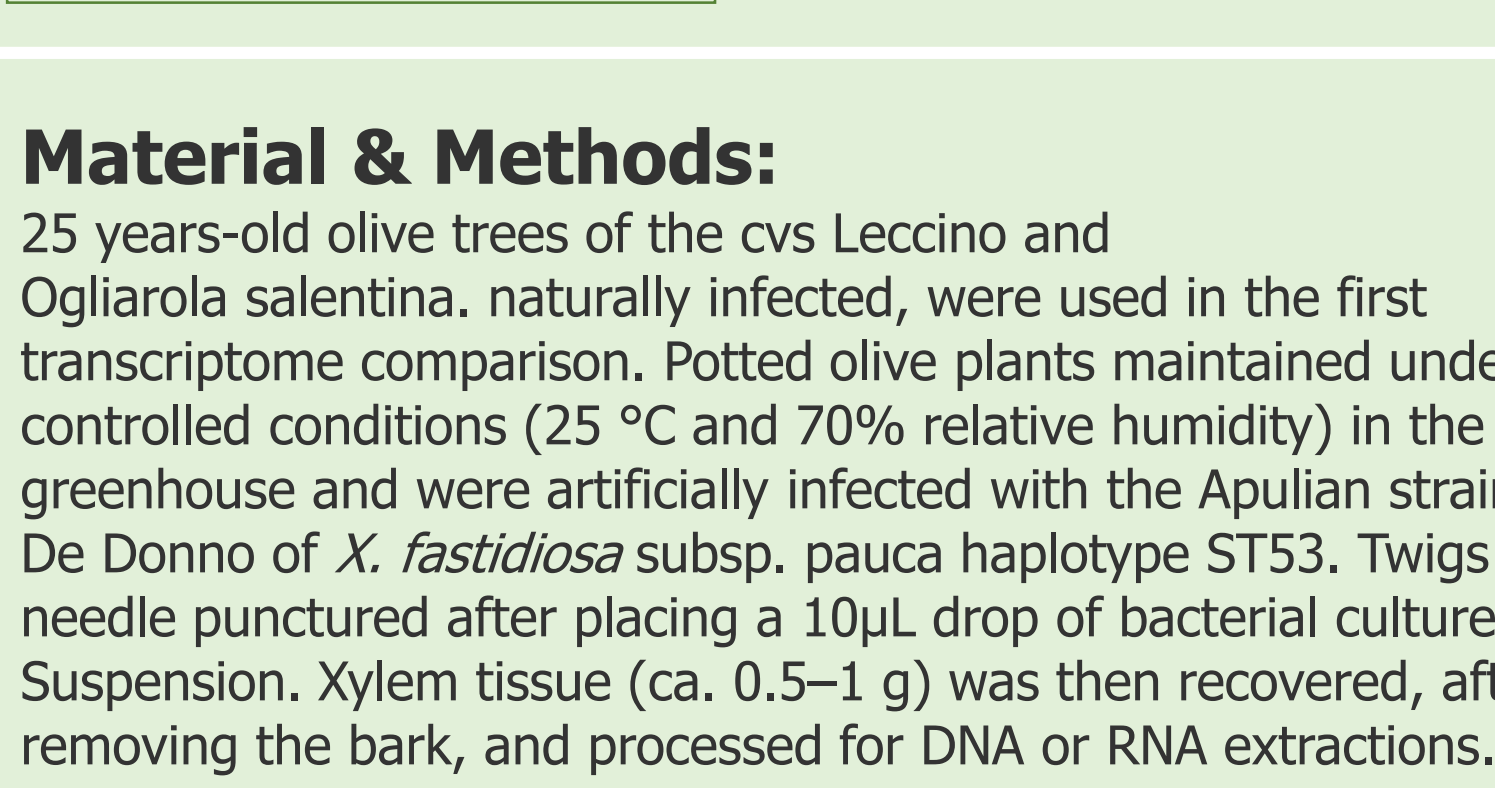 Material & Methods:
25 years-old olive trees of the cvs Leccino and
Ogliarola salentina. naturally infected, were used in the first
transcriptome comparison. Potted olive plants maintained unde
controlled conditions (25 °C and 70% relative humidity) in the
greenhouse and were artificially infected with the Apulian strain
De Donno of X. fastidiosa subsp. pauca haplotype ST53. Twigs
needle punctured after placing a 10µL drop of bacterial culture
Suspension. Xylem tissue (ca. 0.5–1 g) was then recovered, aft
removing the bark, and processed for DNA or RNA extractions.